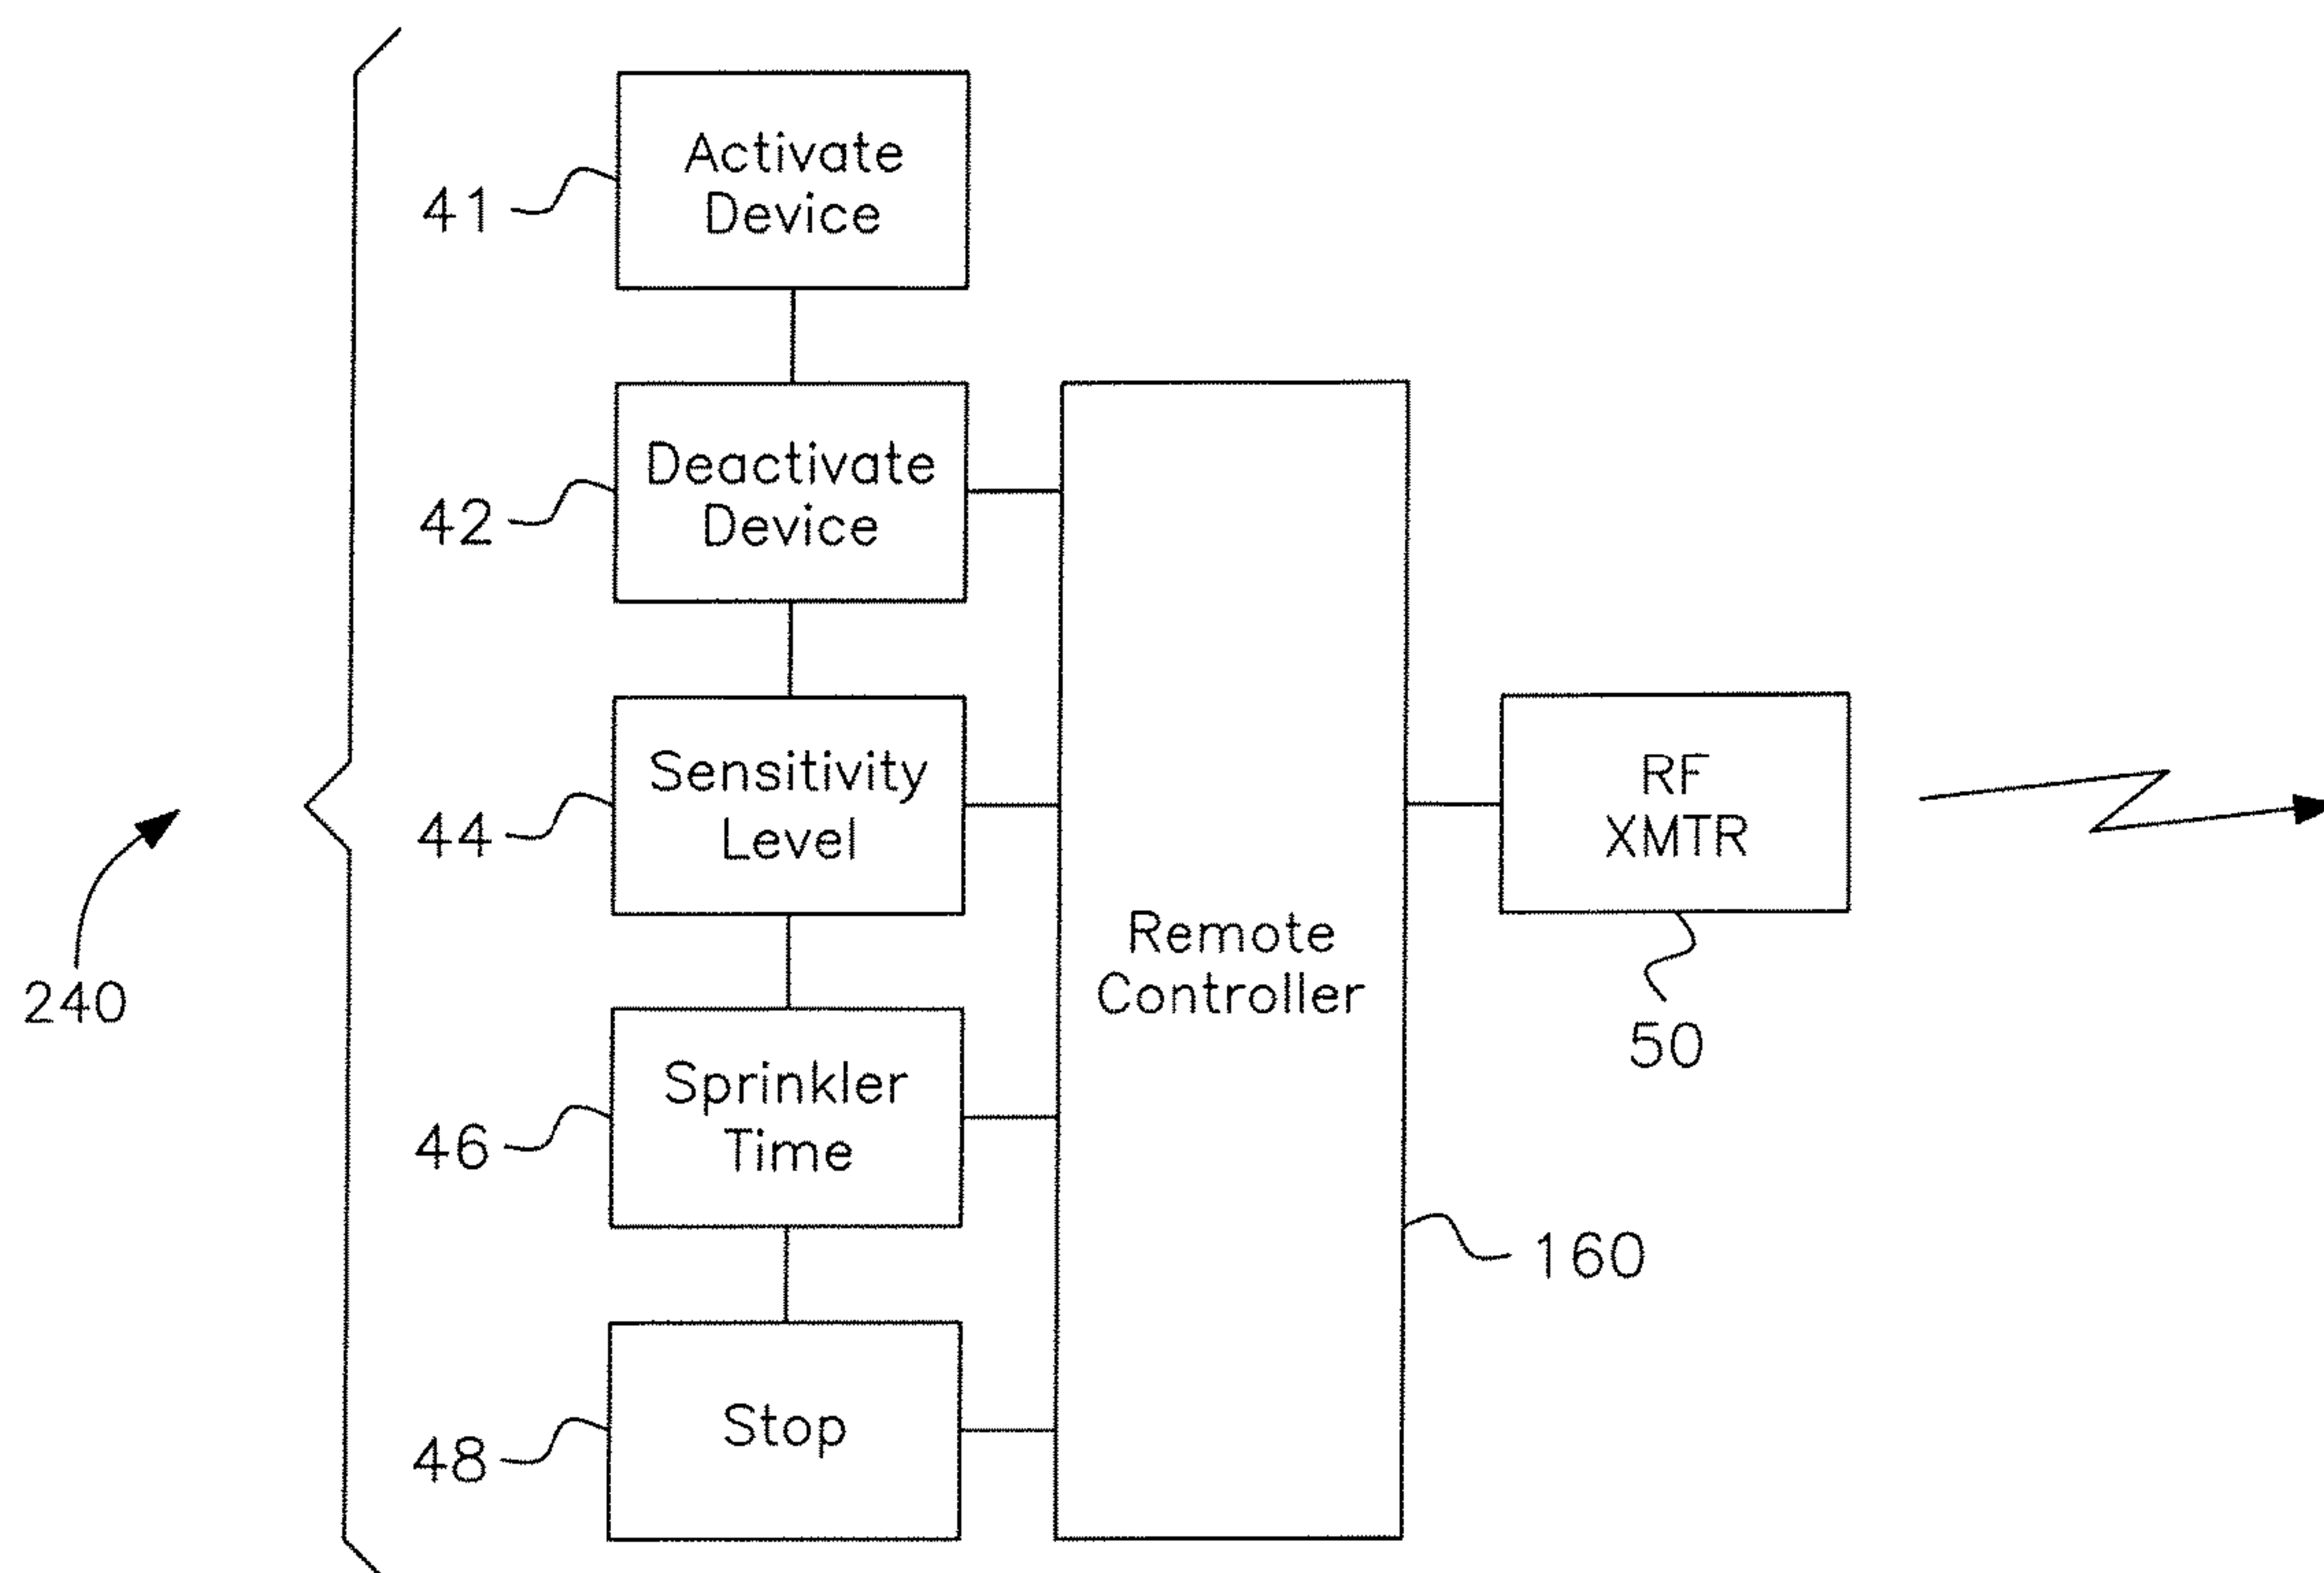 Activate
Device
41
Deactivate
Device
42
Sensitivity
Level
44
RF
XMTR
Remote
Controller
240
50
Sprinkler
Time
46
160
Stop
48